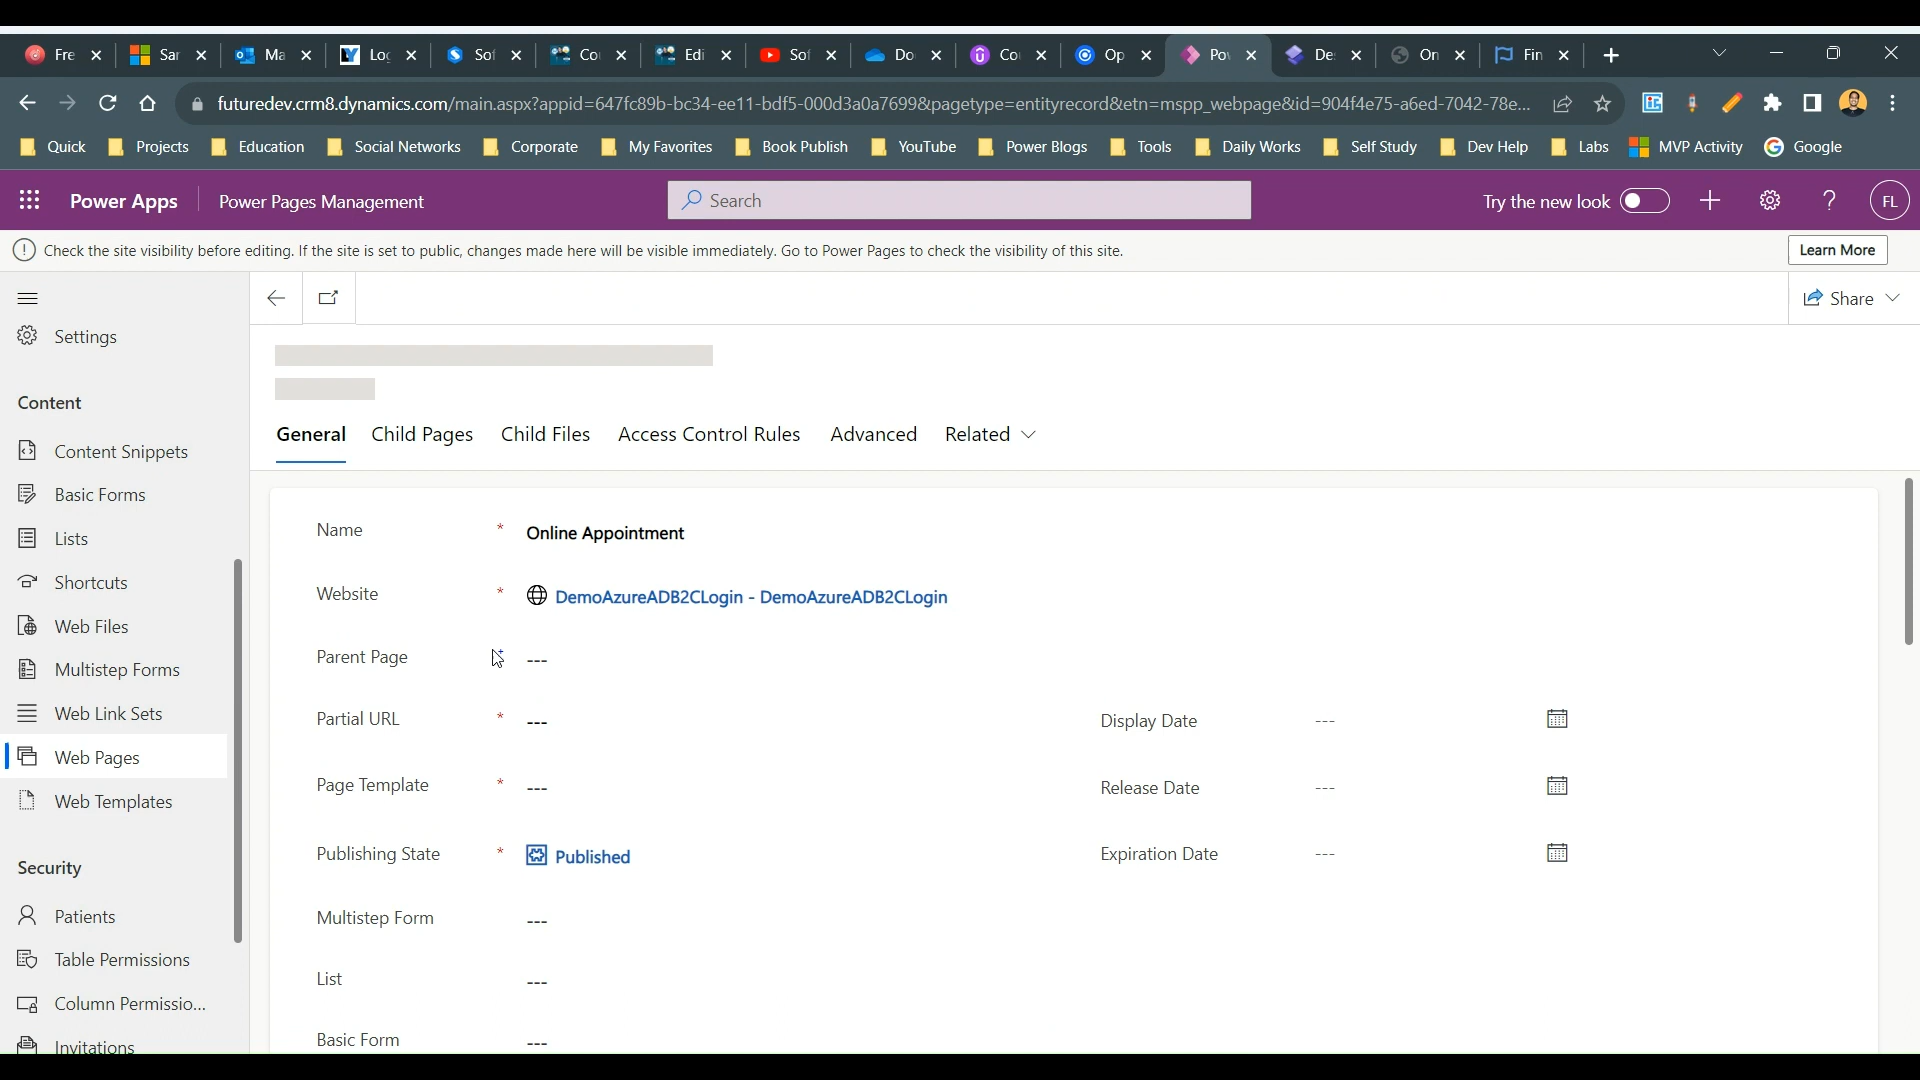 Fre
Sar
Ma
Log
Sof
Co
Edi
Sof
Do
Co
Op
Po
De
On
Fin
futuredev.crm8.dynamics.com/main.aspx?appid=647fc89b-bc34-ee11-bdf5-000d3a0a7699&pagetype=entityrecord&etn=mspp_webpage&id=904f4e75-a6ed-7042-78e...
Quick
Projects
Education
Social Networks
Corporate
My Favorites
Book Publish
YouTube
Power Blogs
Tools
Daily Works
Self Study
Dev Help
Labs
MVP Activity
Google
Power Apps
Power Pages Management
Search
Try the new look
FL
Check the site visibility before editing. If the site is set to public, changes made here will be visible immediately. Go to Power Pages to check the visibility of this site.
Learn More
Share
Settings
Content
Content Snippets
Basic Forms
Lists
Shortcuts
Web Files
Multistep Forms
Web Link Sets
Web Pages
Web Templates
Security
Patients
Table Permissions
Column Permissio...
Invitations
General
Child Pages
Child Files
Access Control Rules
Advanced
Related
Name * Online Appointment
Website * DemoAzureADB2CLogin - DemoAzureADB2CLogin
Parent Page ---
Partial URL * ---
Display Date ---
Page Template * ---
Release Date ---
Publishing State * Published
Expiration Date ---
Multistep Form ---
List ---
Basic Form ---